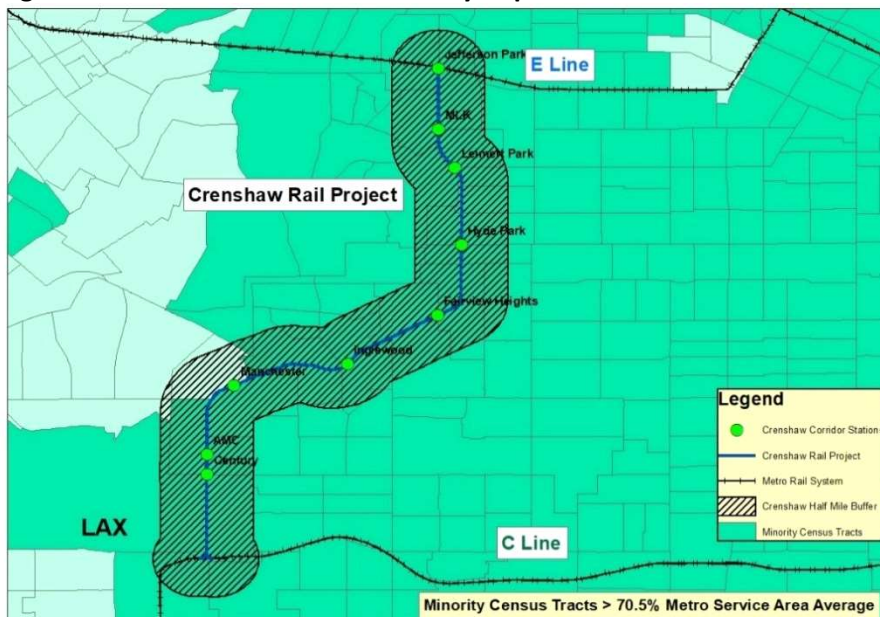 Jefferson Park
E Line
MLK
Leimert Park
Crenshaw Rail Project
Hyde Park
Fairview Heights
Inglewood
Manchester
AMC
Century
LAX
C Line
Legend
Crenshaw Corridor Station
Crenshaw Rail Project
Metro Rail System
Crenshaw Half Mile Buffer
Minority Census Tracts
Minority Census Tracts > 70.5% Metro Service Area Average